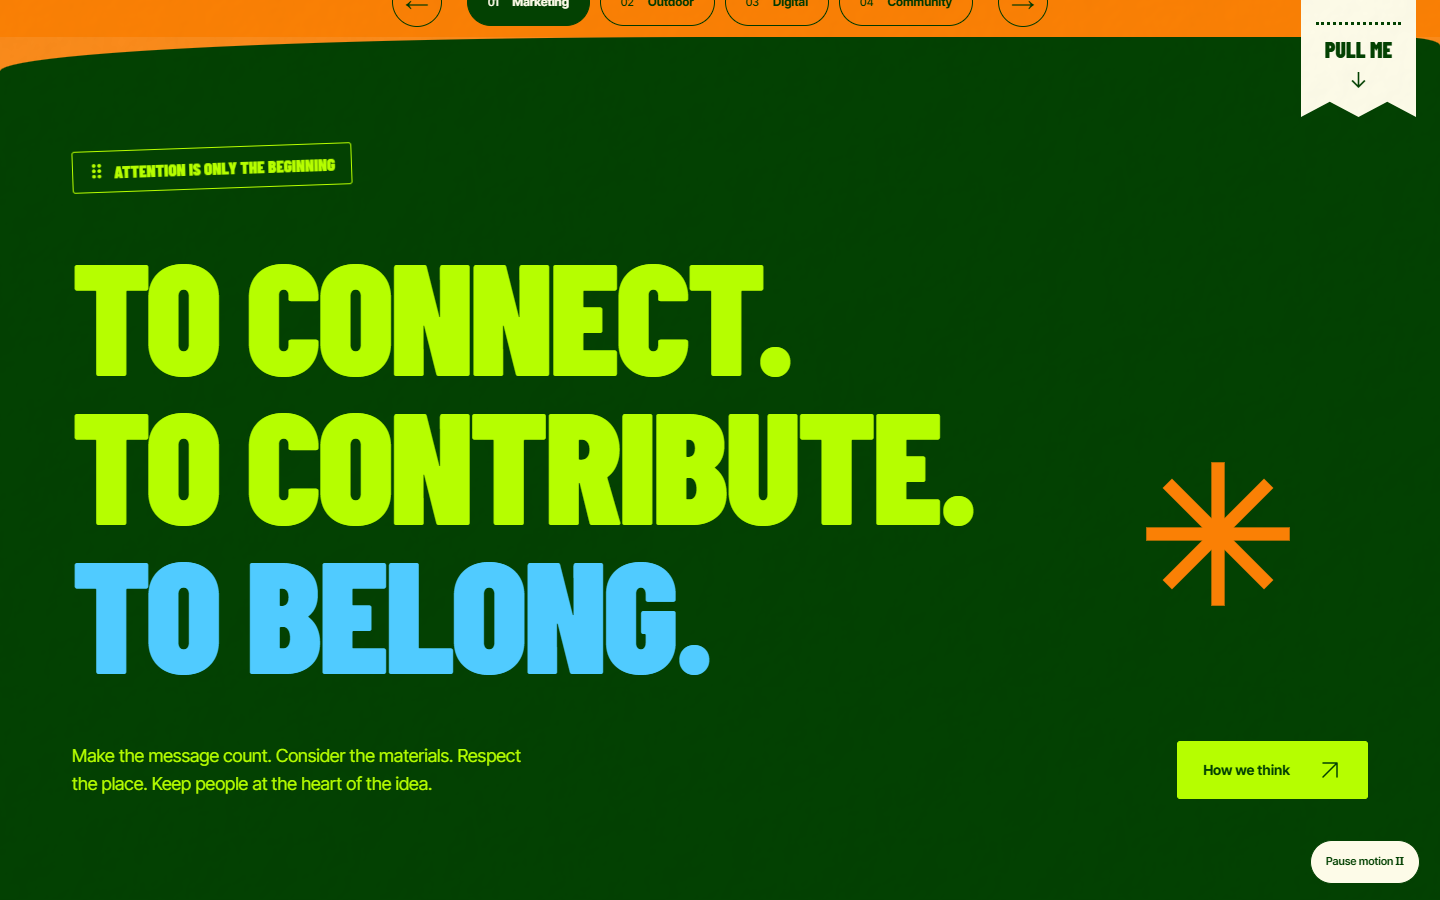 01 Marketing
02 Outdoor
03 Digital
04 Community
PULL ME
ATTENTION IS ONLY THE BEGINNING
TO CONNECT.
TO CONTRIBUTE.
TO BELONG.
Make the message count. Consider the materials. Respect
the place. Keep people at the heart of the idea.
How we think
Pause motion